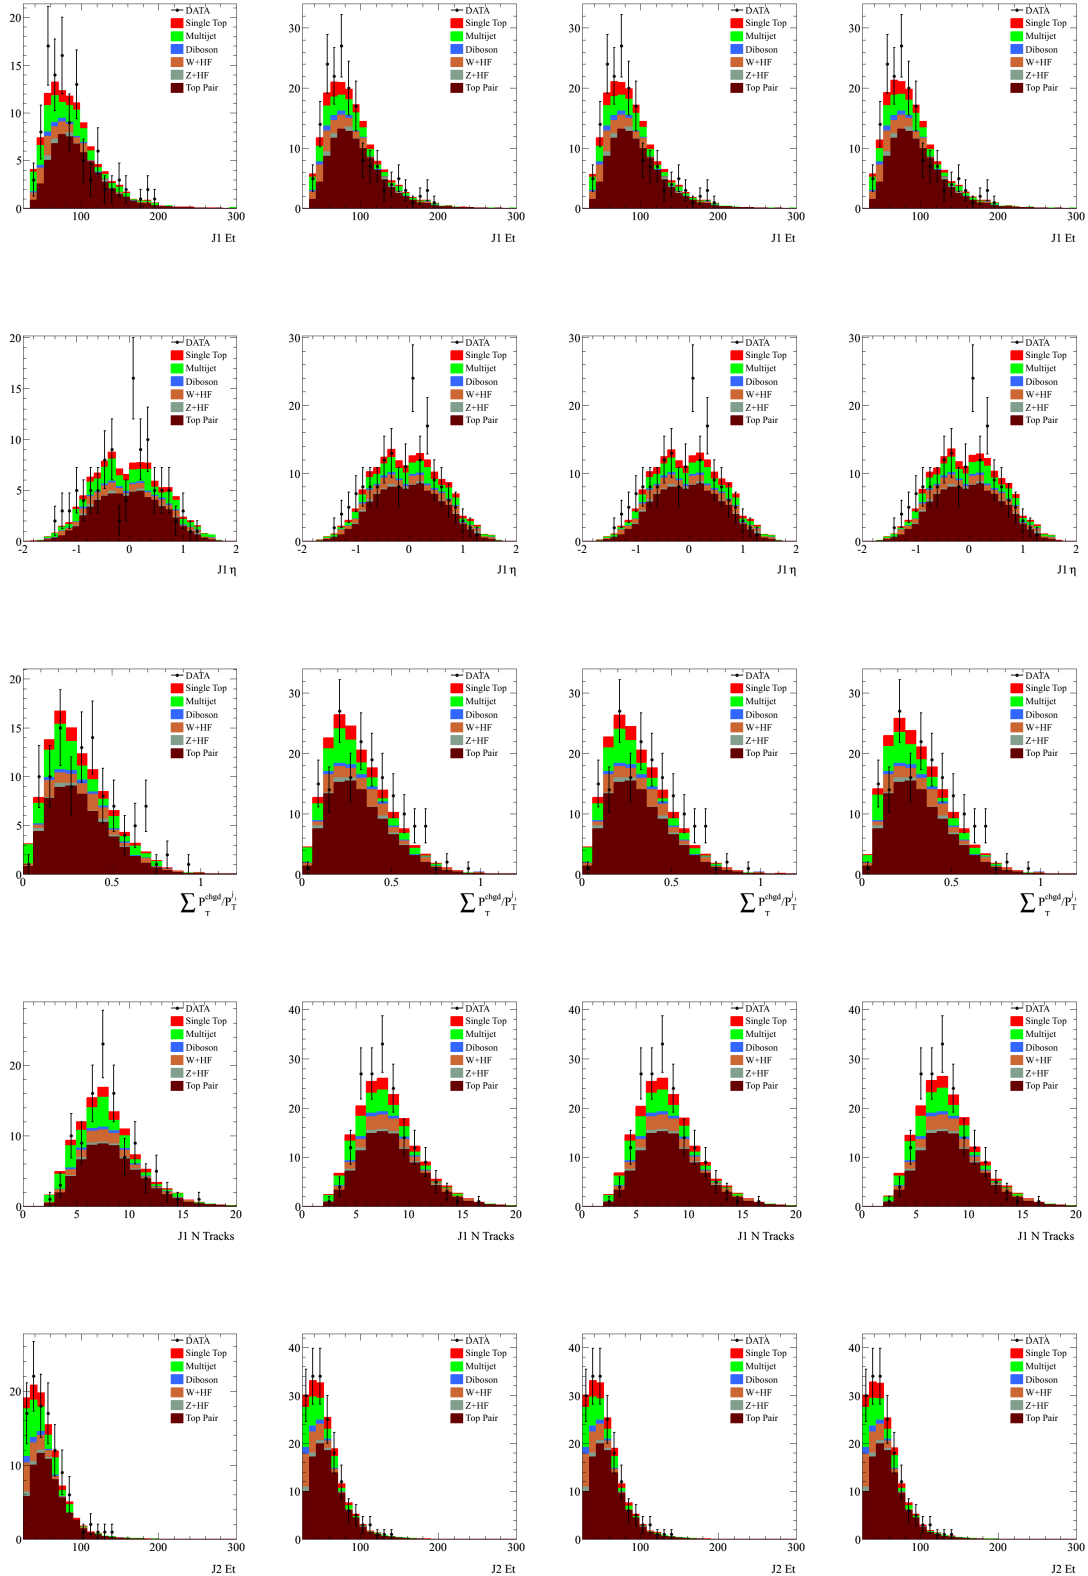 20
15
10
5
0
100
200
300
J1 Et
DATA
Single Top
Multijet
Diboson
W+HF
Z+HF
Top Pair
30
20
10
0
100
200
300
J1 Et
DATA
Single Top
Multijet
Diboson
W+HF
Z+HF
Top Pair
30
20
10
0
100
200
300
J1 Et
DATA
Single Top
Multijet
Diboson
W+HF
Z+HF
Top Pair
30
20
10
0
100
200
300
J1 Et
DATA
Single Top
Multijet
Diboson
W+HF
Z+HF
Top Pair
20
15
10
5
0
-2
-1
0
1
2
J1 η
DATA
Single Top
Multijet
Diboson
W+HF
Z+HF
Top Pair
30
20
10
0
-2
-1
0
1
2
J1 η
DATA
Single Top
Multijet
Diboson
W+HF
Z+HF
Top Pair
30
20
10
0
-2
-1
0
1
2
J1 η
DATA
Single Top
Multijet
Diboson
W+HF
Z+HF
Top Pair
30
20
10
0
-2
-1
0
1
2
J1 η
DATA
Single Top
Multijet
Diboson
W+HF
Z+HF
Top Pair
20
15
10
5
0
0
0.5
1
∑ P_T^chgd/P_T^j
DATA
Single Top
Multijet
Diboson
W+HF
Z+HF
Top Pair
30
20
10
0
0
0.5
1
∑ P_T^chgd/P_T^j
DATA
Single Top
Multijet
Diboson
W+HF
Z+HF
Top Pair
30
20
10
0
0
0.5
1
∑ P_T^chgd/P_T^j
DATA
Single Top
Multijet
Diboson
W+HF
Z+HF
Top Pair
30
20
10
0
0
0.5
1
∑ P_T^chgd/P_T^j
DATA
Single Top
Multijet
Diboson
W+HF
Z+HF
Top Pair
20
10
0
0
5
10
15
20
J1 N Tracks
DATA
Single Top
Multijet
Diboson
W+HF
Z+HF
Top Pair
40
30
20
10
0
0
5
10
15
20
J1 N Tracks
DATA
Single Top
Multijet
Diboson
W+HF
Z+HF
Top Pair
40
30
20
10
0
0
5
10
15
20
J1 N Tracks
DATA
Single Top
Multijet
Diboson
W+HF
Z+HF
Top Pair
40
30
20
10
0
0
5
10
15
20
J1 N Tracks
DATA
Single Top
Multijet
Diboson
W+HF
Z+HF
Top Pair
20
10
0
100
200
300
J2 Et
DATA
Single Top
Multijet
Diboson
W+HF
Z+HF
Top Pair
40
30
20
10
0
100
200
300
J2 Et
DATA
Single Top
Multijet
Diboson
W+HF
Z+HF
Top Pair
40
30
20
10
0
100
200
300
J2 Et
DATA
Single Top
Multijet
Diboson
W+HF
Z+HF
Top Pair
40
30
20
10
0
100
200
300
J2 Et
DATA
Single Top
Multijet
Diboson
W+HF
Z+HF
Top Pair